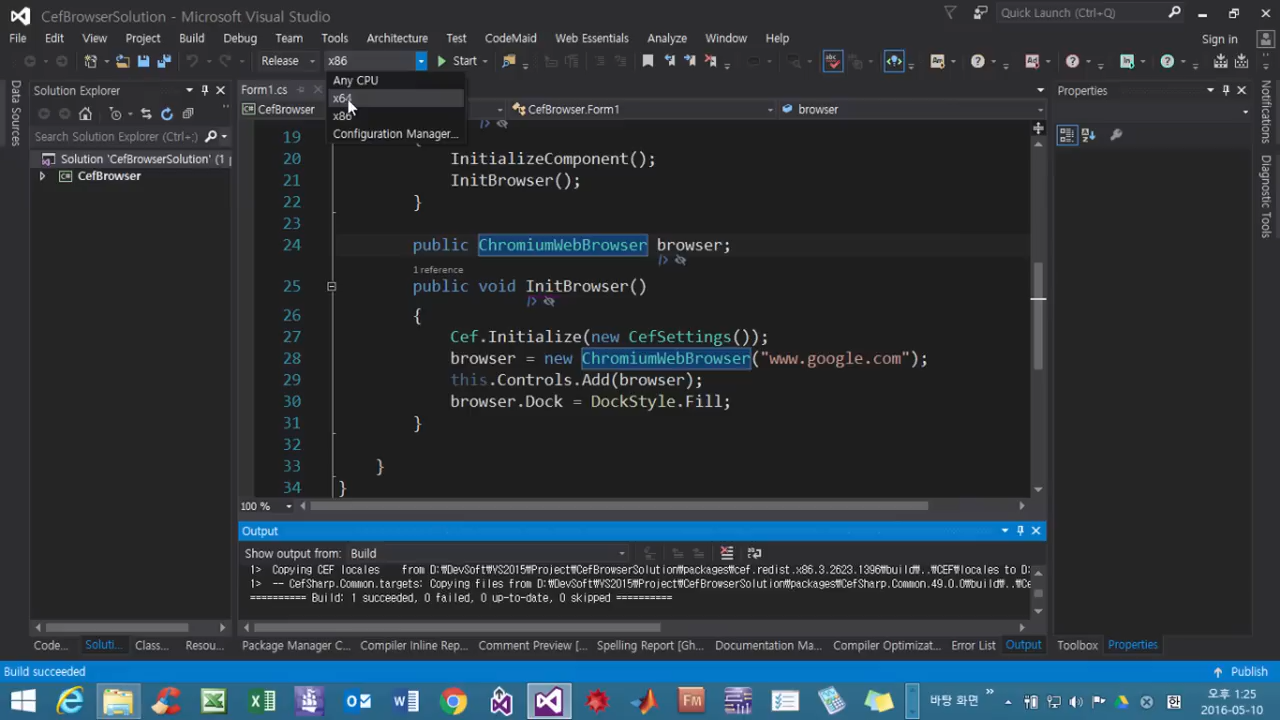 CefBrowserSolution - Microsoft Visual Studio
Quick Launch (Ctrl+Q)
File Edit View Project Build Debug Team Tools Architecture Test CodeMaid Web Essentials Analyze Window Help
Sign in
Release x86 Start
Any CPU
x64
x86
Configuration Manager...
Data Sources
Solution Explorer
Search Solution Explorer (Ctrl+;)
Solution 'CefBrowserSolution' (1
CefBrowser
Form1.cs
CefBrowser
CefBrowser.Form1
browser
19 {
20 InitializeComponent();
21 InitBrowser();
22 }
23
24 public ChromiumWebBrowser browser;
1 reference
25 public void InitBrowser()
26 {
27 Cef.Initialize(new CefSettings());
28 browser = new ChromiumWebBrowser("www.google.com");
29 this.Controls.Add(browser);
30 browser.Dock = DockStyle.Fill;
31 }
32
33 }
34 }
100 %
Properties
Notifications
Diagnostic Tools
Output
Show output from: Build
1> Copying CEF locales from D:₩DevSoft₩VS2015₩Project₩CefBrowserSolution₩packages₩cef.redist.x86.3.2623.1396₩build₩..₩CEF₩locales to D:
1> -- CefSharp.Common.targets: Copying files from D:₩DevSoft₩VS2015₩Project₩CefBrowserSolution₩packages₩CefSharp.Common.49.0.0₩build₩..₩Ce
========== Build: 1 succeeded, 0 failed, 0 up-to-date, 0 skipped ==========
Code... Soluti... Class... Resou...
Package Manager C... Compiler Inline Rep... Comment Preview [... Spelling Report [Gr... Documentation Ma... Compiler Optimizat... Error List Output
Toolbox Properties
Build succeeded
Publish
바탕 화면
한
오후 1:25
2016-05-10